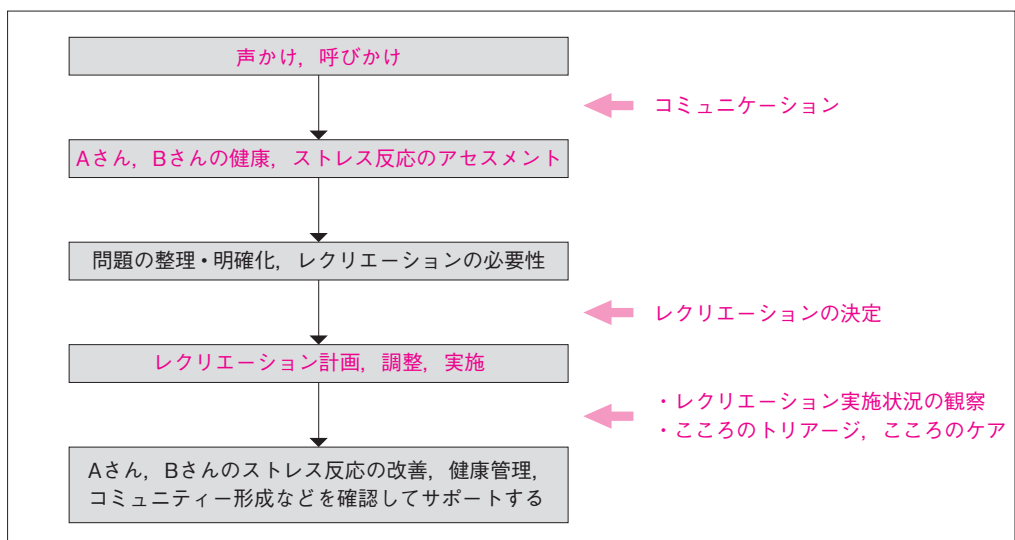 声かけ，呼びかけ
コミュニケーション
Aさん，Bさんの健康，ストレス反応のアセスメント
問題の整理・明確化，レクリエーションの必要性
レクリエーションの決定
レクリエーション計画，調整，実施
・レクリエーション実施状況の観察
・こころのトリアージ，こころのケア
Aさん，Bさんのストレス反応の改善，健康管理，
コミュニティー形成などを確認してサポートする